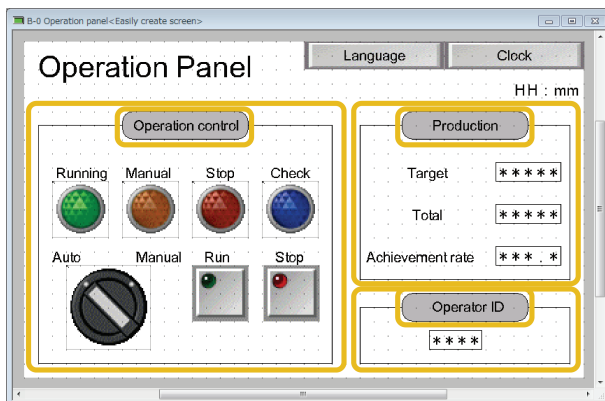 B-0 Operation panel<Easily create screen>
Operation Panel
Language
Clock
HH : mm
Operation control
Running Manual Stop Check
Auto Manual Run Stop
Production
Target *****
Total *****
Achievement rate ***.*
Operator ID
****